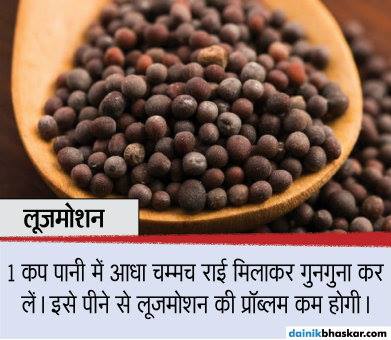 लूजमोशन
1 कप पानी में आधा चम्मच राई मिलाकर गुनगुना कर
लें। इसे पीने से लूजमोशन की प्रॉब्लम कम होगी।
dainikbhaskar.com